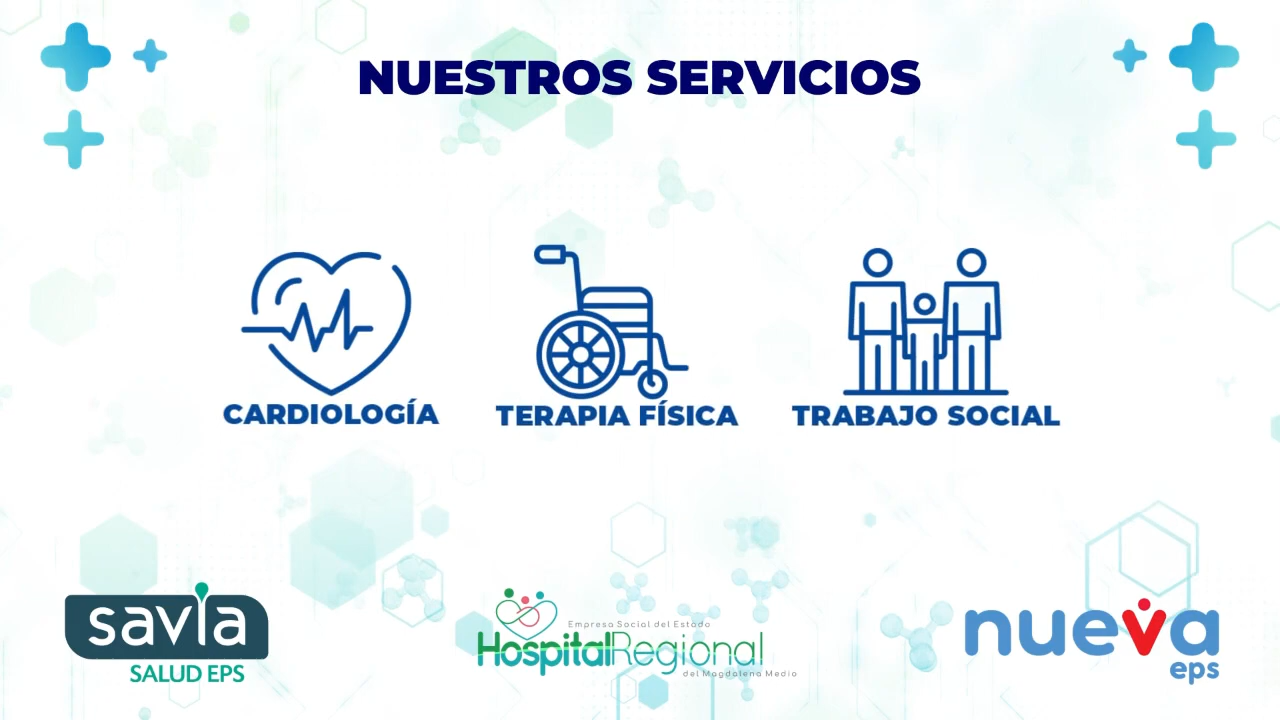 NUESTROS SERVICIOS
CARDIOLOGÍA
TERAPIA FÍSICA
TRABAJO SOCIAL
savia
SALUD EPS
Empresa Social del Estado
HospitalRegional
del Magdalena Medio
nueva
eps